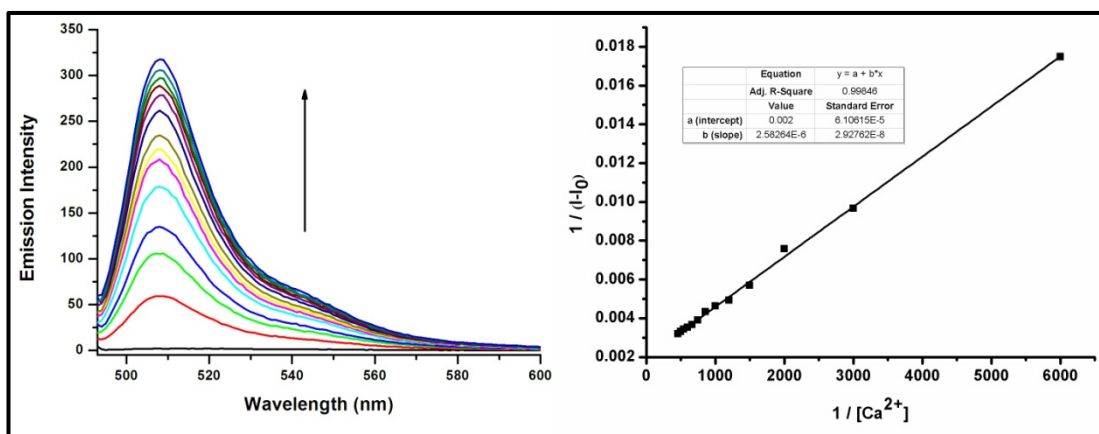 350
300
250
200
150
100
50
0
500 520 540 560 580 600
Emission Intensity
Wavelength (nm)
0.018
0.016
0.014
0.012
0.010
0.008
0.006
0.004
0.002
0 1000 2000 3000 4000 5000 6000
1 / (I-I₀)
1 / [Ca²⁺]
Equation y = a + b*x
Adj. R-Square 0.99846
Value Standard Error
a (intercept) 0.002 6.10615E-5
b (slope) 2.58264E-6 2.92762E-8